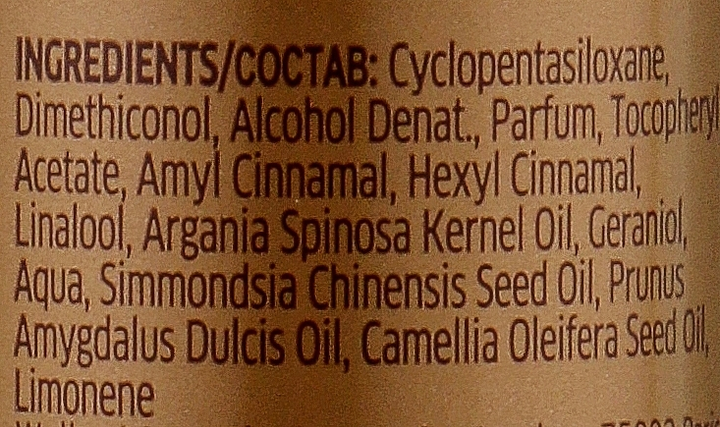 INGREDIENTS/СОСТАВ: Cyclopentasiloxane,
Dimethiconol, Alcohol Denat., Parfum, Tocopheryl
Acetate, Amyl Cinnamal, Hexyl Cinnamal,
Linalool, Argania Spinosa Kernel Oil, Geraniol,
Aqua, Simmondsia Chinensis Seed Oil, Prunus
Amygdalus Dulcis Oil, Camellia Oleifera Seed Oil,
Limonene